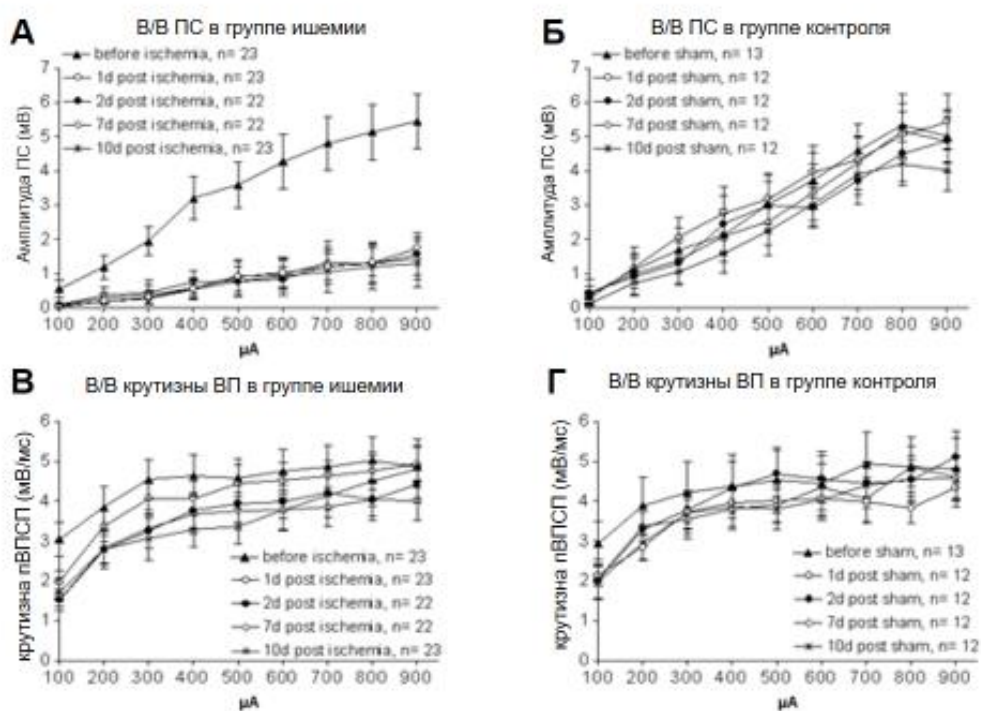 А
В/В ПС в группе ишемии
before ischemia, n= 23
1d post ischemia, n= 23
2d post ischemia, n= 22
7d post ischemia, n= 22
10d post ischemia, n= 23
Амплитуда ПС (мВ)
7
6
5
4
3
2
1
0
100 200 300 400 500 600 700 800 900
µA
Б
В/В ПС в группе контроля
before sham, n= 13
1d post sham, n= 12
2d post sham, n= 12
7d post sham, n= 12
10d post sham, n= 12
Амплитуда ПС (мВ)
7
6
5
4
3
2
1
0
100 200 300 400 500 600 700 800 900
µA
В
В/В крутизны ВП в группе ишемии
крутизна пВПСП (мВ/мс)
6
5
4
3
2
1
0
before ischemia, n= 23
1d post ischemia, n= 23
2d post ischemia, n= 22
7d post ischemia, n= 22
10d post ischemia, n= 23
100 200 300 400 500 600 700 800 900
µA
Г
В/В крутизны ВП в группе контроля
крутизна пВПСП (мВ/мс)
6
5
4
3
2
1
0
before sham, n= 13
1d post sham, n= 12
2d post sham, n= 12
7d post sham, n= 12
10d post sham, n= 12
100 200 300 400 500 600 700 800 900
µA